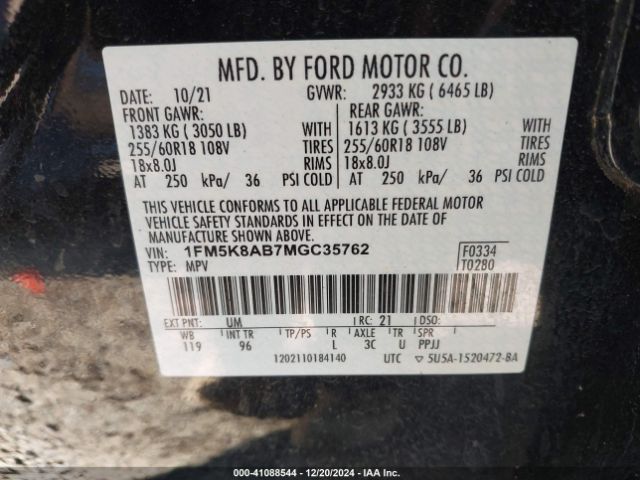 MFD. BY FORD MOTOR CO.
DATE: 10/21 GVWR: 2933 KG ( 6465 LB)
FRONT GAWR: REAR GAWR:
1383 KG ( 3050 LB) WITH 1613 KG ( 3555 LB) WITH
255/60R18 108V TIRES 255/60R18 108V TIRES
18x8.0J RIMS 18x8.0J RIMS
AT 250 kPa/ 36 PSI COLD AT 250 kPa/ 36 PSI COLD
THIS VEHICLE CONFORMS TO ALL APPLICABLE FEDERAL MOTOR
VEHICLE SAFETY STANDARDS IN EFFECT ON THE DATE OF
MANUFACTURE SHOWN ABOVE.
VIN: 1FM5K8AB7MGC35762 F0334
TYPE: MPV T0280
EXT PNT: UM RC: 21 DSO:
WB INT TR TP/PS R AXLE TR SPR
119 96 L 3C U PPJJ
1202110184140 UTC ▽ 5U5A-1520472-BA
000-41088544 - 12/20/2024 - IAA Inc.